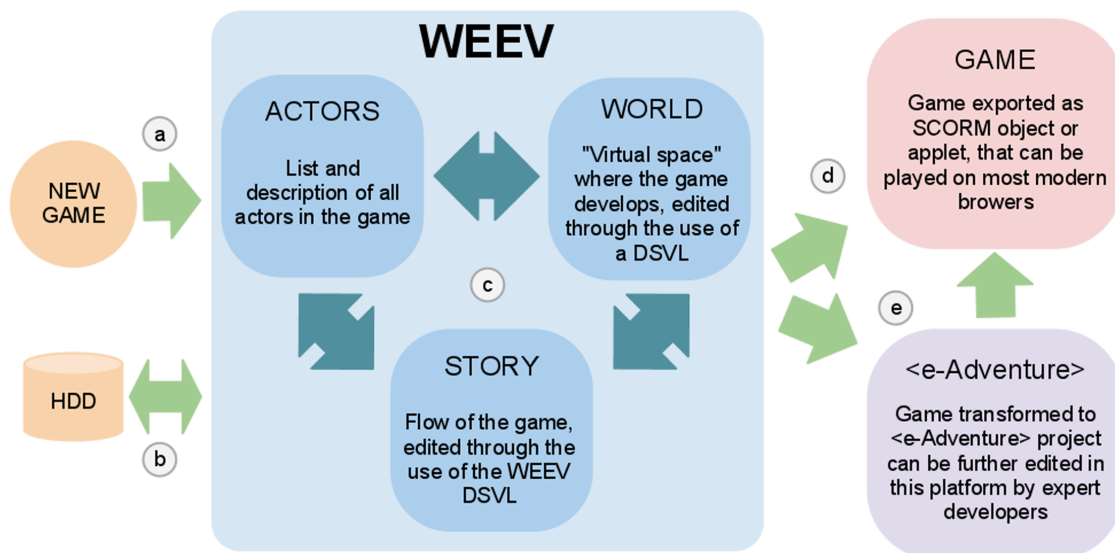 WEEV
a
NEW
GAME
b
HDD
ACTORS
List and
description of all
actors in the game
WORLD
"Virtual space"
where the game
develops, edited
through the use of
a DSVL
c
STORY
Flow of the game,
edited through the
use of the WEEV
DSVL
d
GAME
Game exported as
SCORM object or
applet, that can be
played on most modern
browers
e
<e-Adventure>
Game transformed to
<e-Adventure> project
can be further edited in
this platform by expert
developers